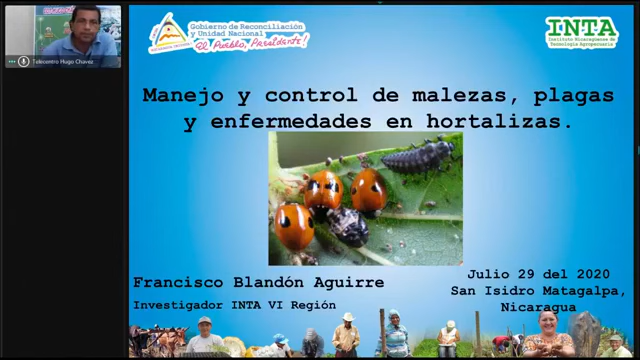 Telecentro Hugo Chavez
Gobierno de Reconciliación
y Unidad Nacional
El Pueblo, Presidente!
INTA
Instituto Nicaragüense de
Tecnología Agropecuaria
Manejo y control de malezas, plagas
y enfermedades en hortalizas.
Francisco Blandón Aguirre
Investigador INTA VI Región
Julio 29 del 2020
San Isidro Matagalpa,
Nicaragua